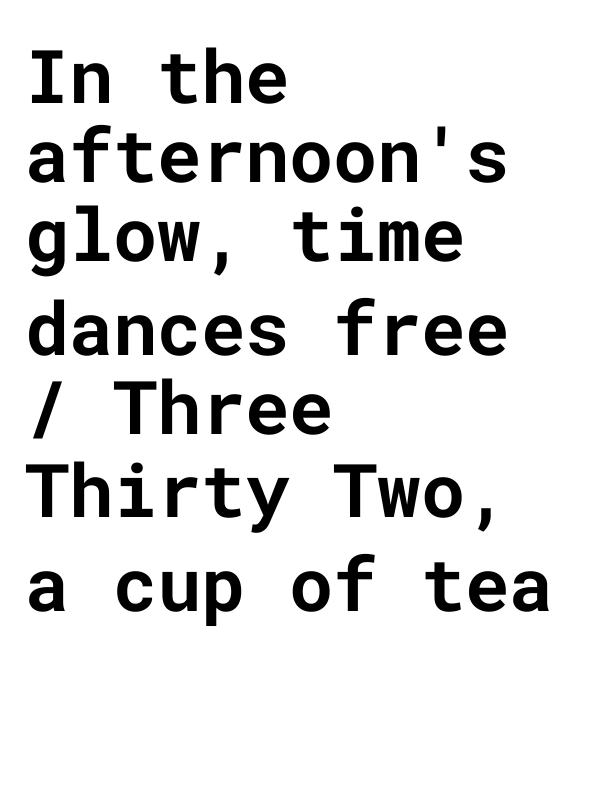 In the
afternoon's
glow, time
dances free
/ Three
Thirty Two,
a cup of tea